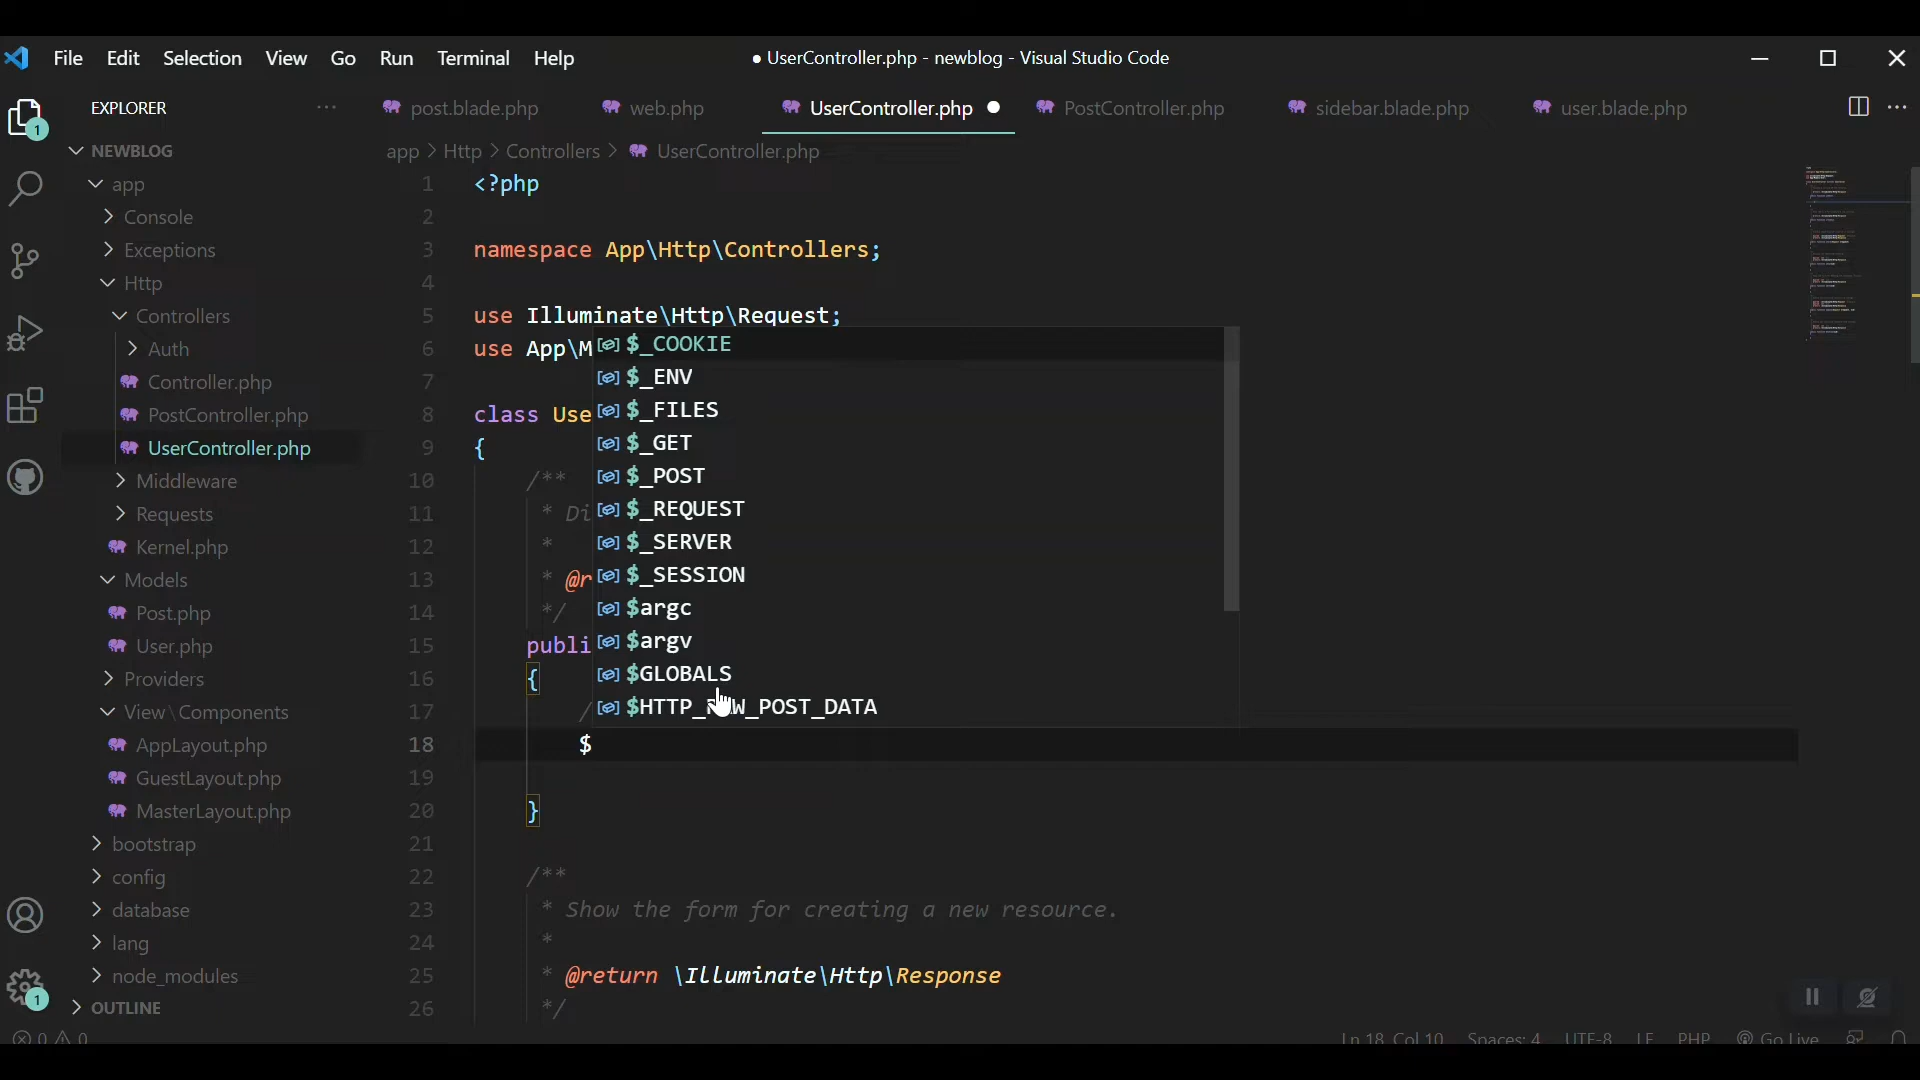 File Edit Selection View Go Run Terminal Help
● UserController.php - newblog - Visual Studio Code
EXPLORER ...
post.blade.php web.php UserController.php PostController.php sidebar.blade.php user.blade.php
1
NEWBLOG
app
Console
Exceptions
Http
Controllers
Auth
Controller.php
PostController.php
UserController.php
Middleware
Requests
Kernel.php
Models
Post.php
User.php
Providers
View\Components
AppLayout.php
GuestLayout.php
MasterLayout.php
bootstrap
config
database
lang
node_modules
OUTLINE
1
app > Http > Controllers > UserController.php
1 <?php
2
3 namespace App\Http\Controllers;
4
5 use Illuminate\Http\Request;
6 use App\M
7
8 class Use
9 {
10 /**
11 * Di
12 *
13 * @r
14 */
15 publi
16 {
17 /
18 $
19
20 }
21
22 /**
23 * Show the form for creating a new resource.
24 *
25 * @return \Illuminate\Http\Response
26 */
$_COOKIE
$_ENV
$_FILES
$_GET
$_POST
$_REQUEST
$_SERVER
$_SESSION
$argc
$argv
$GLOBALS
$HTTP_RAW_POST_DATA
0 0 Ln 18, Col 10 Spaces: 4 UTF-8 LF PHP Go Live